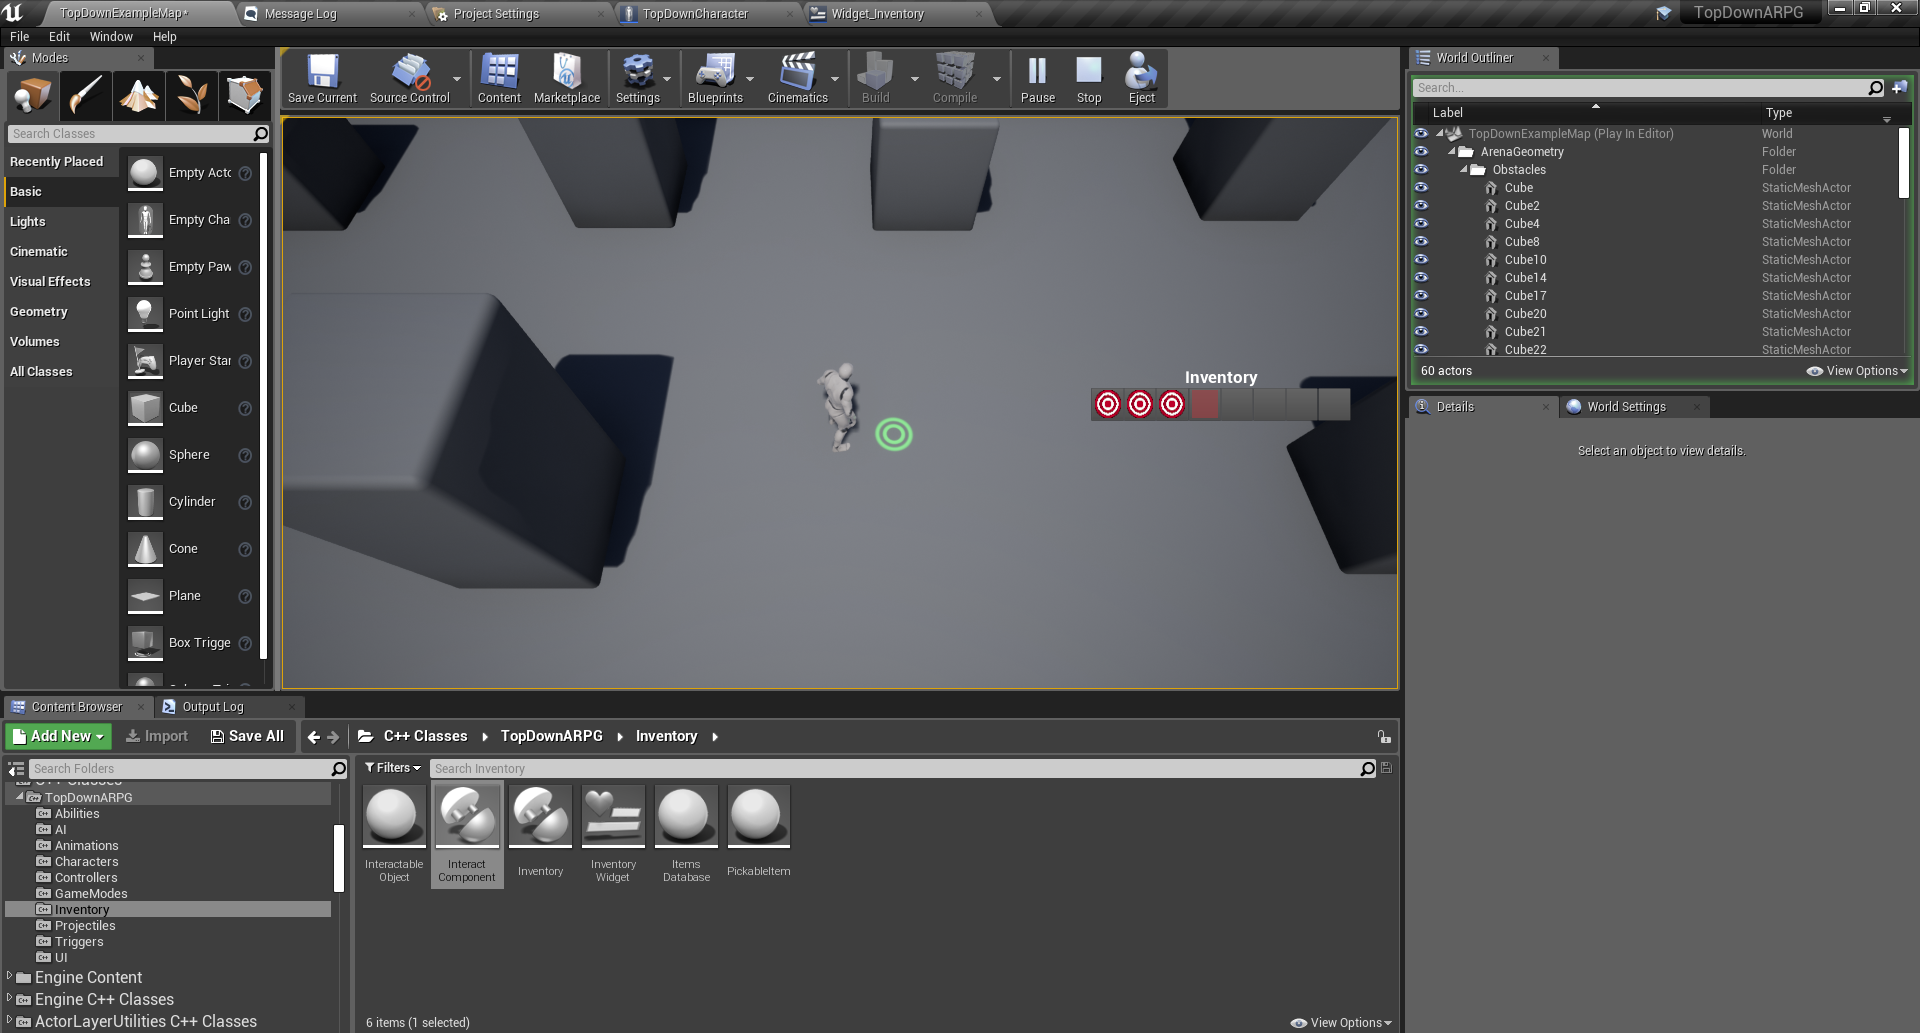 TopDownExampleMap*
Message Log
Project Settings
TopDownCharacter
Widget_Inventory
TopDownARPG
File Edit Window Help
Modes
Save Current
Source Control
Content
Marketplace
Settings
Blueprints
Cinematics
Build
Compile
Pause
Stop
Eject
Search Classes
Recently Placed
Basic
Lights
Cinematic
Visual Effects
Geometry
Volumes
All Classes
Empty Acto
Empty Cha
Empty Paw
Point Light
Player Star
Cube
Sphere
Cylinder
Cone
Plane
Box Trigge
Inventory
World Outliner
Search...
Label Type
TopDownExampleMap (Play In Editor) World
ArenaGeometry Folder
Obstacles Folder
Cube StaticMeshActor
Cube2 StaticMeshActor
Cube4 StaticMeshActor
Cube8 StaticMeshActor
Cube10 StaticMeshActor
Cube14 StaticMeshActor
Cube17 StaticMeshActor
Cube20 StaticMeshActor
Cube21 StaticMeshActor
Cube22 StaticMeshActor
60 actors View Options
Details
World Settings
Select an object to view details.
Content Browser
Output Log
Add New Import Save All
C++ Classes TopDownARPG Inventory
Search Folders
Filters
Search Inventory
C++ Classes
TopDownARPG
Abilities
AI
Animations
Characters
Controllers
GameModes
Inventory
Projectiles
Triggers
UI
Engine Content
Engine C++ Classes
ActorLayerUtilities C++ Classes
Interactable
Object
Interact
Component
Inventory
Inventory
Widget
Items
Database
PickableItem
6 items (1 selected)
View Options